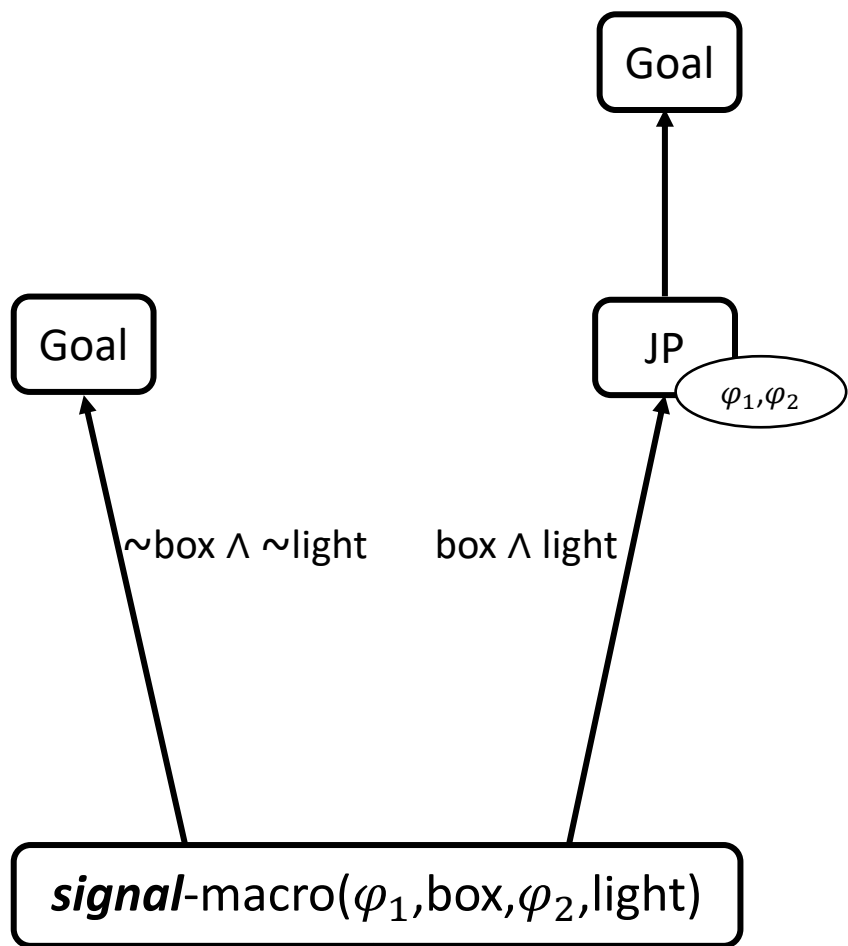 Goal
Goal
JP
φ₁,φ₂
~box ∧ ~light
box ∧ light
signal-macro(φ₁,box,φ₂,light)